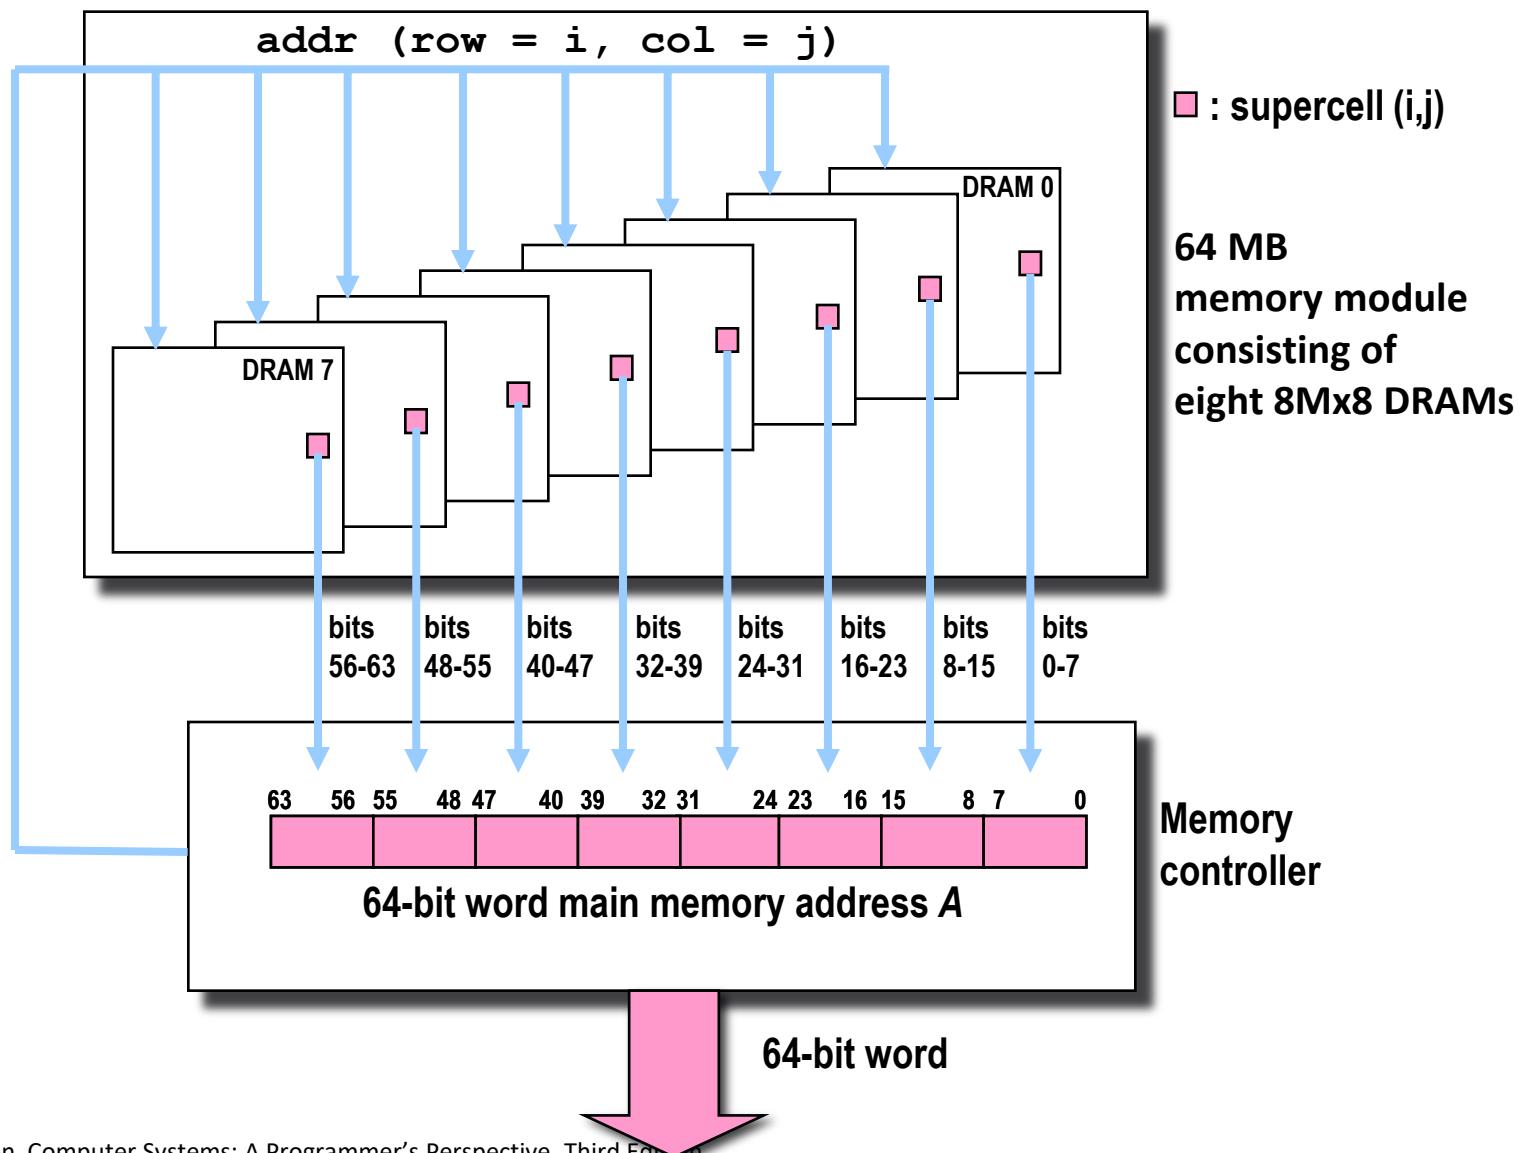 addr (row = i, col = j)
: supercell (i,j)
DRAM 0
64 MB
memory module
consisting of
eight 8Mx8 DRAMs
DRAM 7
bits
56-63
bits
48-55
bits
40-47
bits
32-39
bits
24-31
bits
16-23
bits
8-15
bits
0-7
63 56 55 48 47 40 39 32 31 24 23 16 15 8 7 0
Memory
controller
64-bit word main memory address A
64-bit word
Computer Systems: A Programmer's Perspective, Third